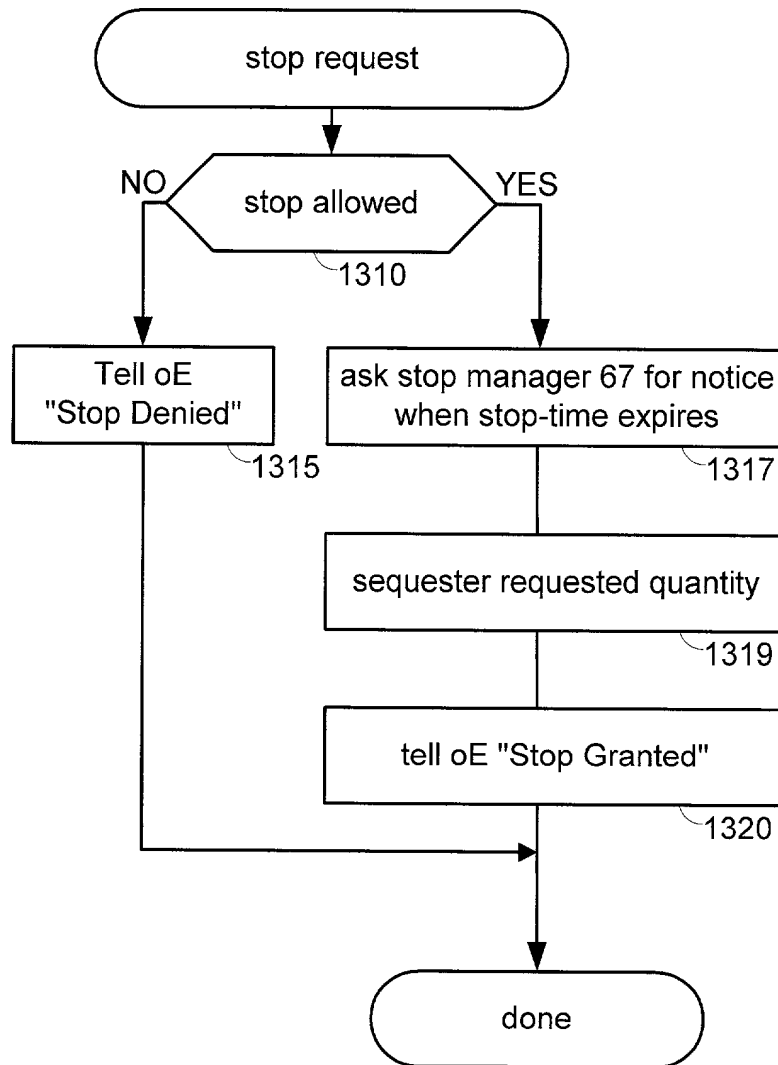 stop request
NO
YES
stop allowed
1310
Tell oE
"Stop Denied"
1315
ask stop manager 67 for notice
when stop-time expires
1317
sequester requested quantity
1319
tell oE "Stop Granted"
1320
done